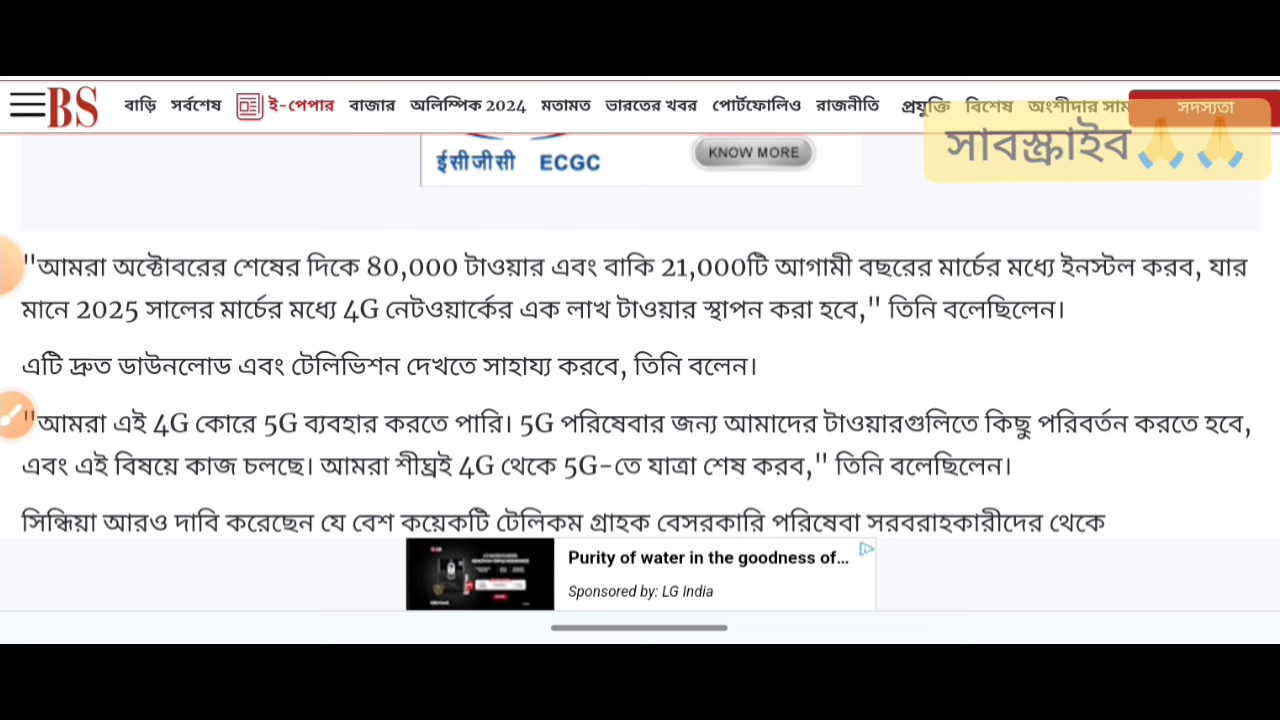 BS বাড়ি সর্বশেষ ই-পেপার বাজার অলিম্পিক 2024 মতামত ভারতের খবর পোর্টফোলিও রাজনীতি প্রযুক্তি বিশেষ অংশীদার সাম সদস্যতা
সাবস্ক্রাইব🙏🙏
ईसीजीसी ECGC KNOW MORE
"আমরা অক্টোবরের শেষের দিকে 80,000 টাওয়ার এবং বাকি 21,000টি আগামী বছরের মার্চের মধ্যে ইনস্টল করব, যার
মানে 2025 সালের মার্চের মধ্যে 4G নেটওয়ার্কের এক লাখ টাওয়ার স্থাপন করা হবে," তিনি বলেছিলেন।
এটি দ্রুত ডাউনলোড এবং টেলিভিশন দেখতে সাহায্য করবে, তিনি বলেন।
"আমরা এই 4G কোরে 5G ব্যবহার করতে পারি। 5G পরিষেবার জন্য আমাদের টাওয়ারগুলিতে কিছু পরিবর্তন করতে হবে,
এবং এই বিষয়ে কাজ চলছে। আমরা শীঘ্রই 4G থেকে 5G-তে যাত্রা শেষ করব," তিনি বলেছিলেন।
সিন্ধিয়া আরও দাবি করেছেন যে বেশ কয়েকটি টেলিকম গ্রাহক বেসরকারি পরিষেবা সরবরাহকারীদের থেকে
Purity of water in the goodness of...
Sponsored by: LG India